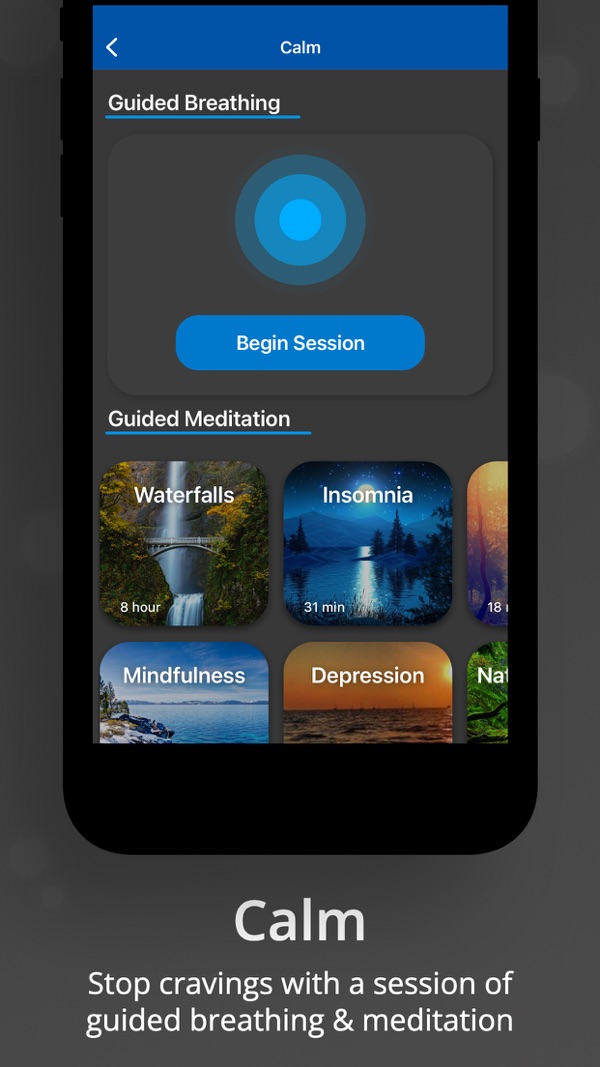 Calm
Guided Breathing
Begin Session
Guided Meditation
Waterfalls
Insomnia
8 hour
31 min
18
Mindfulness
Depression
Calm
Stop cravings with a session of
guided breathing & meditation